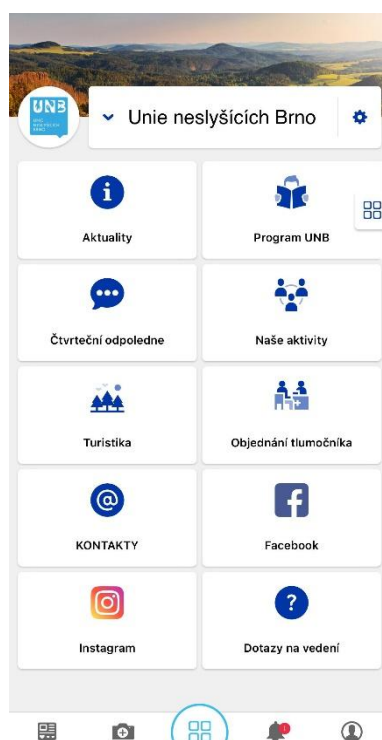 UNB
Unie neslyšících Brno
Aktuality
Program UNB
Čtvrteční odpoledne
Naše aktivity
Turistika
Objednání tlumočníka
KONTAKTY
Facebook
Instagram
Dotazy na vedení